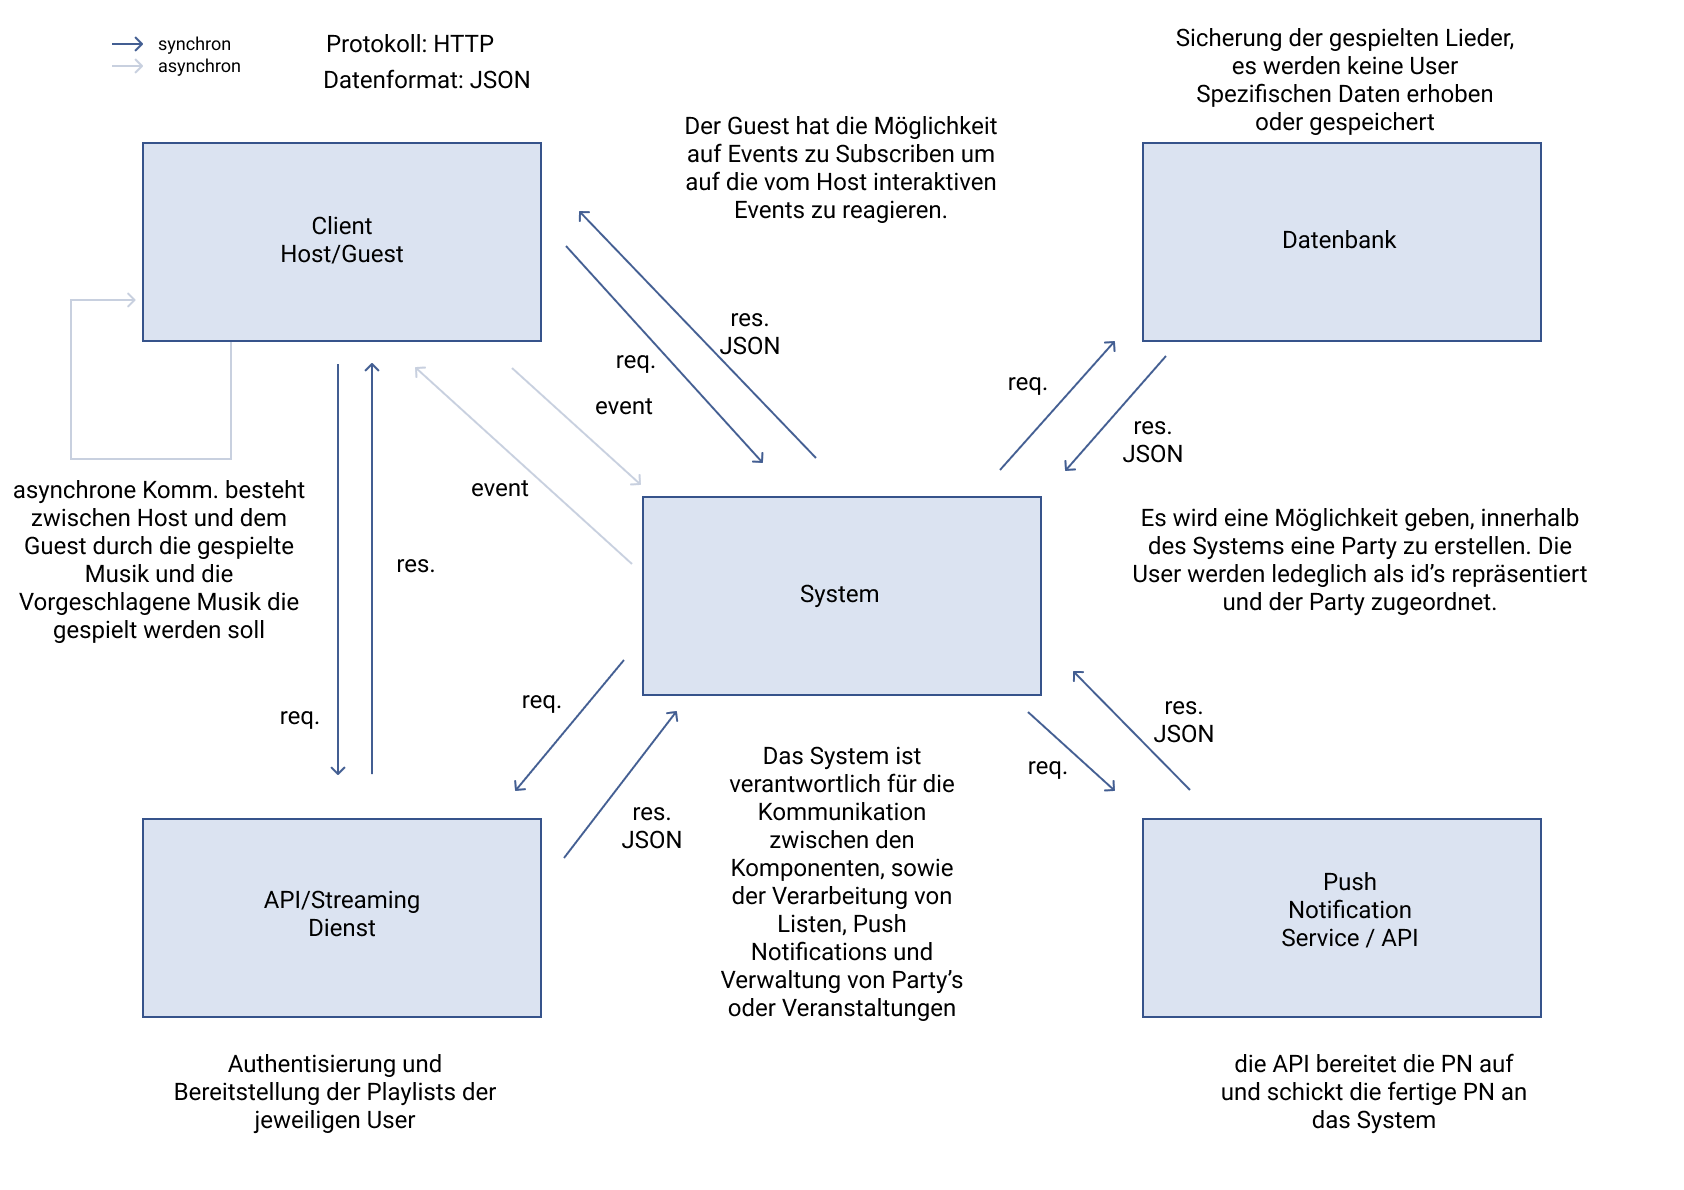 synchron
asynchron
Protokoll: HTTP
Datenformat: JSON
Sicherung der gespielten Lieder,
es werden keine User
Spezifischen Daten erhoben
oder gespeichert
Der Guest hat die Möglichkeit
auf Events zu Subscriben um
auf die vom Host interaktiven
Events zu reagieren.
Client
Host/Guest
Datenbank
res.
JSON
req.
event
event
req.
res.
JSON
asynchrone Komm. besteht
zwischen Host und dem
Guest durch die gespielte
Musik und die
Vorgeschlagene Musik die
gespielt werden soll
res.
req.
System
Es wird eine Möglichkeit geben, innerhalb
des Systems eine Party zu erstellen. Die
User werden ledeglich als id’s repräsentiert
und der Party zugeordnet.
req.
res.
JSON
req.
res.
JSON
Das System ist
verantwortlich für die
Kommunikation
zwischen den
Komponenten, sowie
der Verarbeitung von
Listen, Push
Notifications und
Verwaltung von Party’s
oder Veranstaltungen
API/Streaming
Dienst
Push
Notification
Service / API
Authentisierung und
Bereitstellung der Playlists der
jeweiligen User
die API bereitet die PN auf
und schickt die fertige PN an
das System